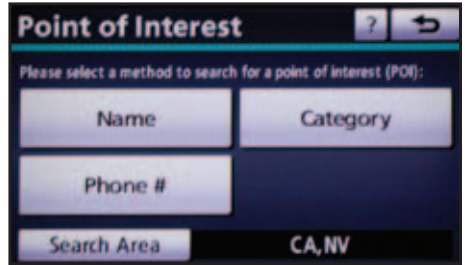 Point of Interest ?
Please select a method to search for a point of interest (POI):
Name Category
Phone #
Search Area CA,NV